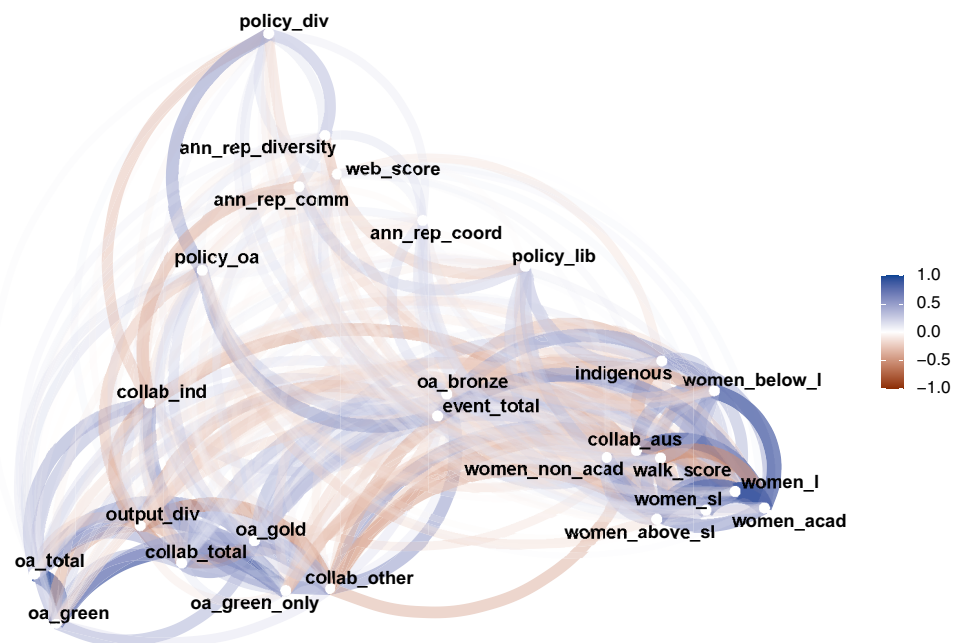 policy_div
ann_rep_diversity
web_score
ann_rep_comm
ann_rep_coord
policy_oa
policy_lib
1.0
0.5
0.0
−0.5
−1.0
indigenous
women_below_l
oa_bronze
collab_ind
event_total
collab_aus
women_non_acad
walk_score
women_l
women_sl
output_div
women_acad
oa_gold
women_above_sl
collab_total
oa_total
collab_other
oa_green_only
oa_green